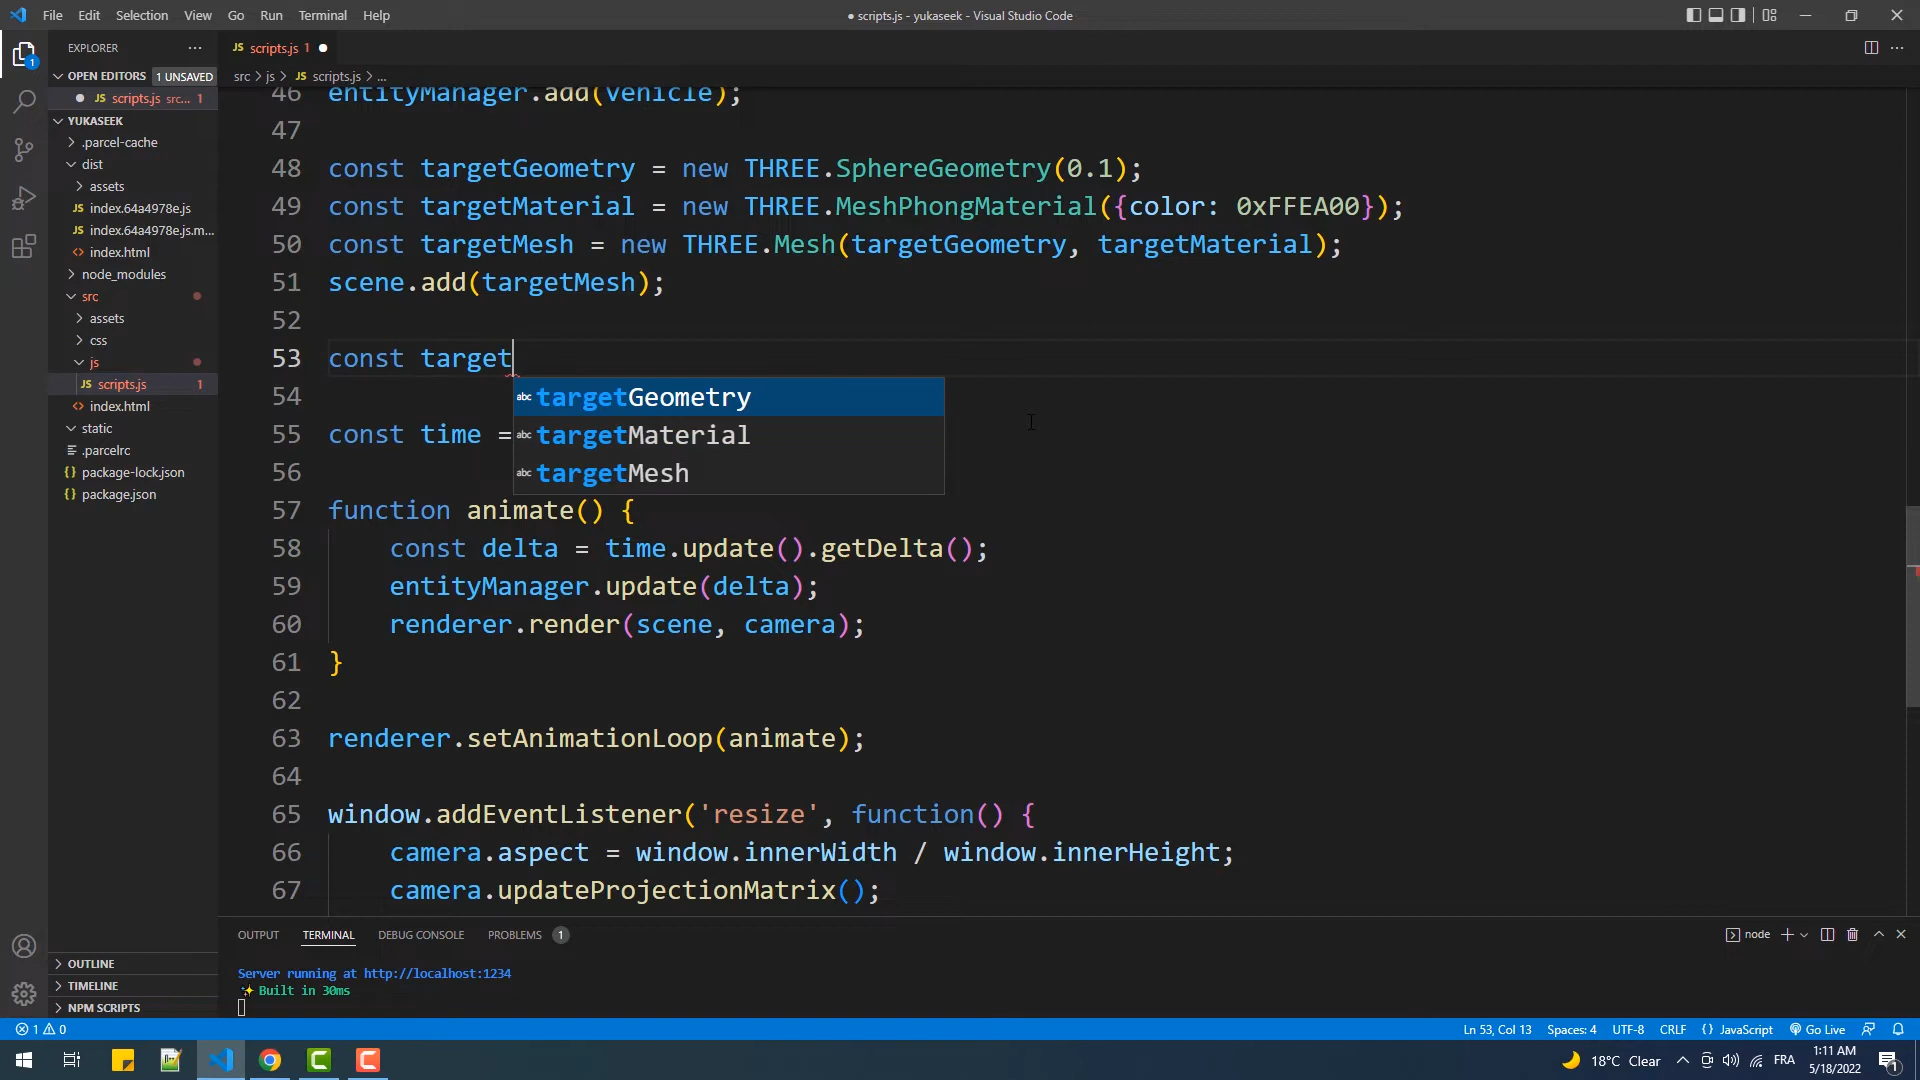 File Edit Selection View Go Run Terminal Help
● scripts.js - yukaseek - Visual Studio Code
EXPLORER ...
JS scripts.js 1 ●
OPEN EDITORS 1 UNSAVED
● JS scripts.js src... 1
YUKASEEK
.parcel-cache
dist
assets
JS index.64a4978e.js
JS index.64a4978e.js.m...
<> index.html
node_modules
src
assets
css
js
JS scripts.js 1
<> index.html
static
.parcelrc
{} package-lock.json
{} package.json
OUTLINE
TIMELINE
NPM SCRIPTS
src > js > JS scripts.js > ...
46 entityManager.add(vehicle);
47
48 const targetGeometry = new THREE.SphereGeometry(0.1);
49 const targetMaterial = new THREE.MeshPhongMaterial({color: 0xFFEA00});
50 const targetMesh = new THREE.Mesh(targetGeometry, targetMaterial);
51 scene.add(targetMesh);
52
53 const target
abc targetGeometry
abc targetMaterial
abc targetMesh
54
55 const time =
56
57 function animate() {
58 const delta = time.update().getDelta();
59 entityManager.update(delta);
60 renderer.render(scene, camera);
61 }
62
63 renderer.setAnimationLoop(animate);
64
65 window.addEventListener('resize', function() {
66 camera.aspect = window.innerWidth / window.innerHeight;
67 camera.updateProjectionMatrix();
OUTPUT TERMINAL DEBUG CONSOLE PROBLEMS 1
node
Server running at http://localhost:1234
✨ Built in 30ms
1 0
Ln 53, Col 13 Spaces: 4 UTF-8 CRLF {} JavaScript Go Live
18°C Clear
FRA
1:11 AM
5/18/2022
1